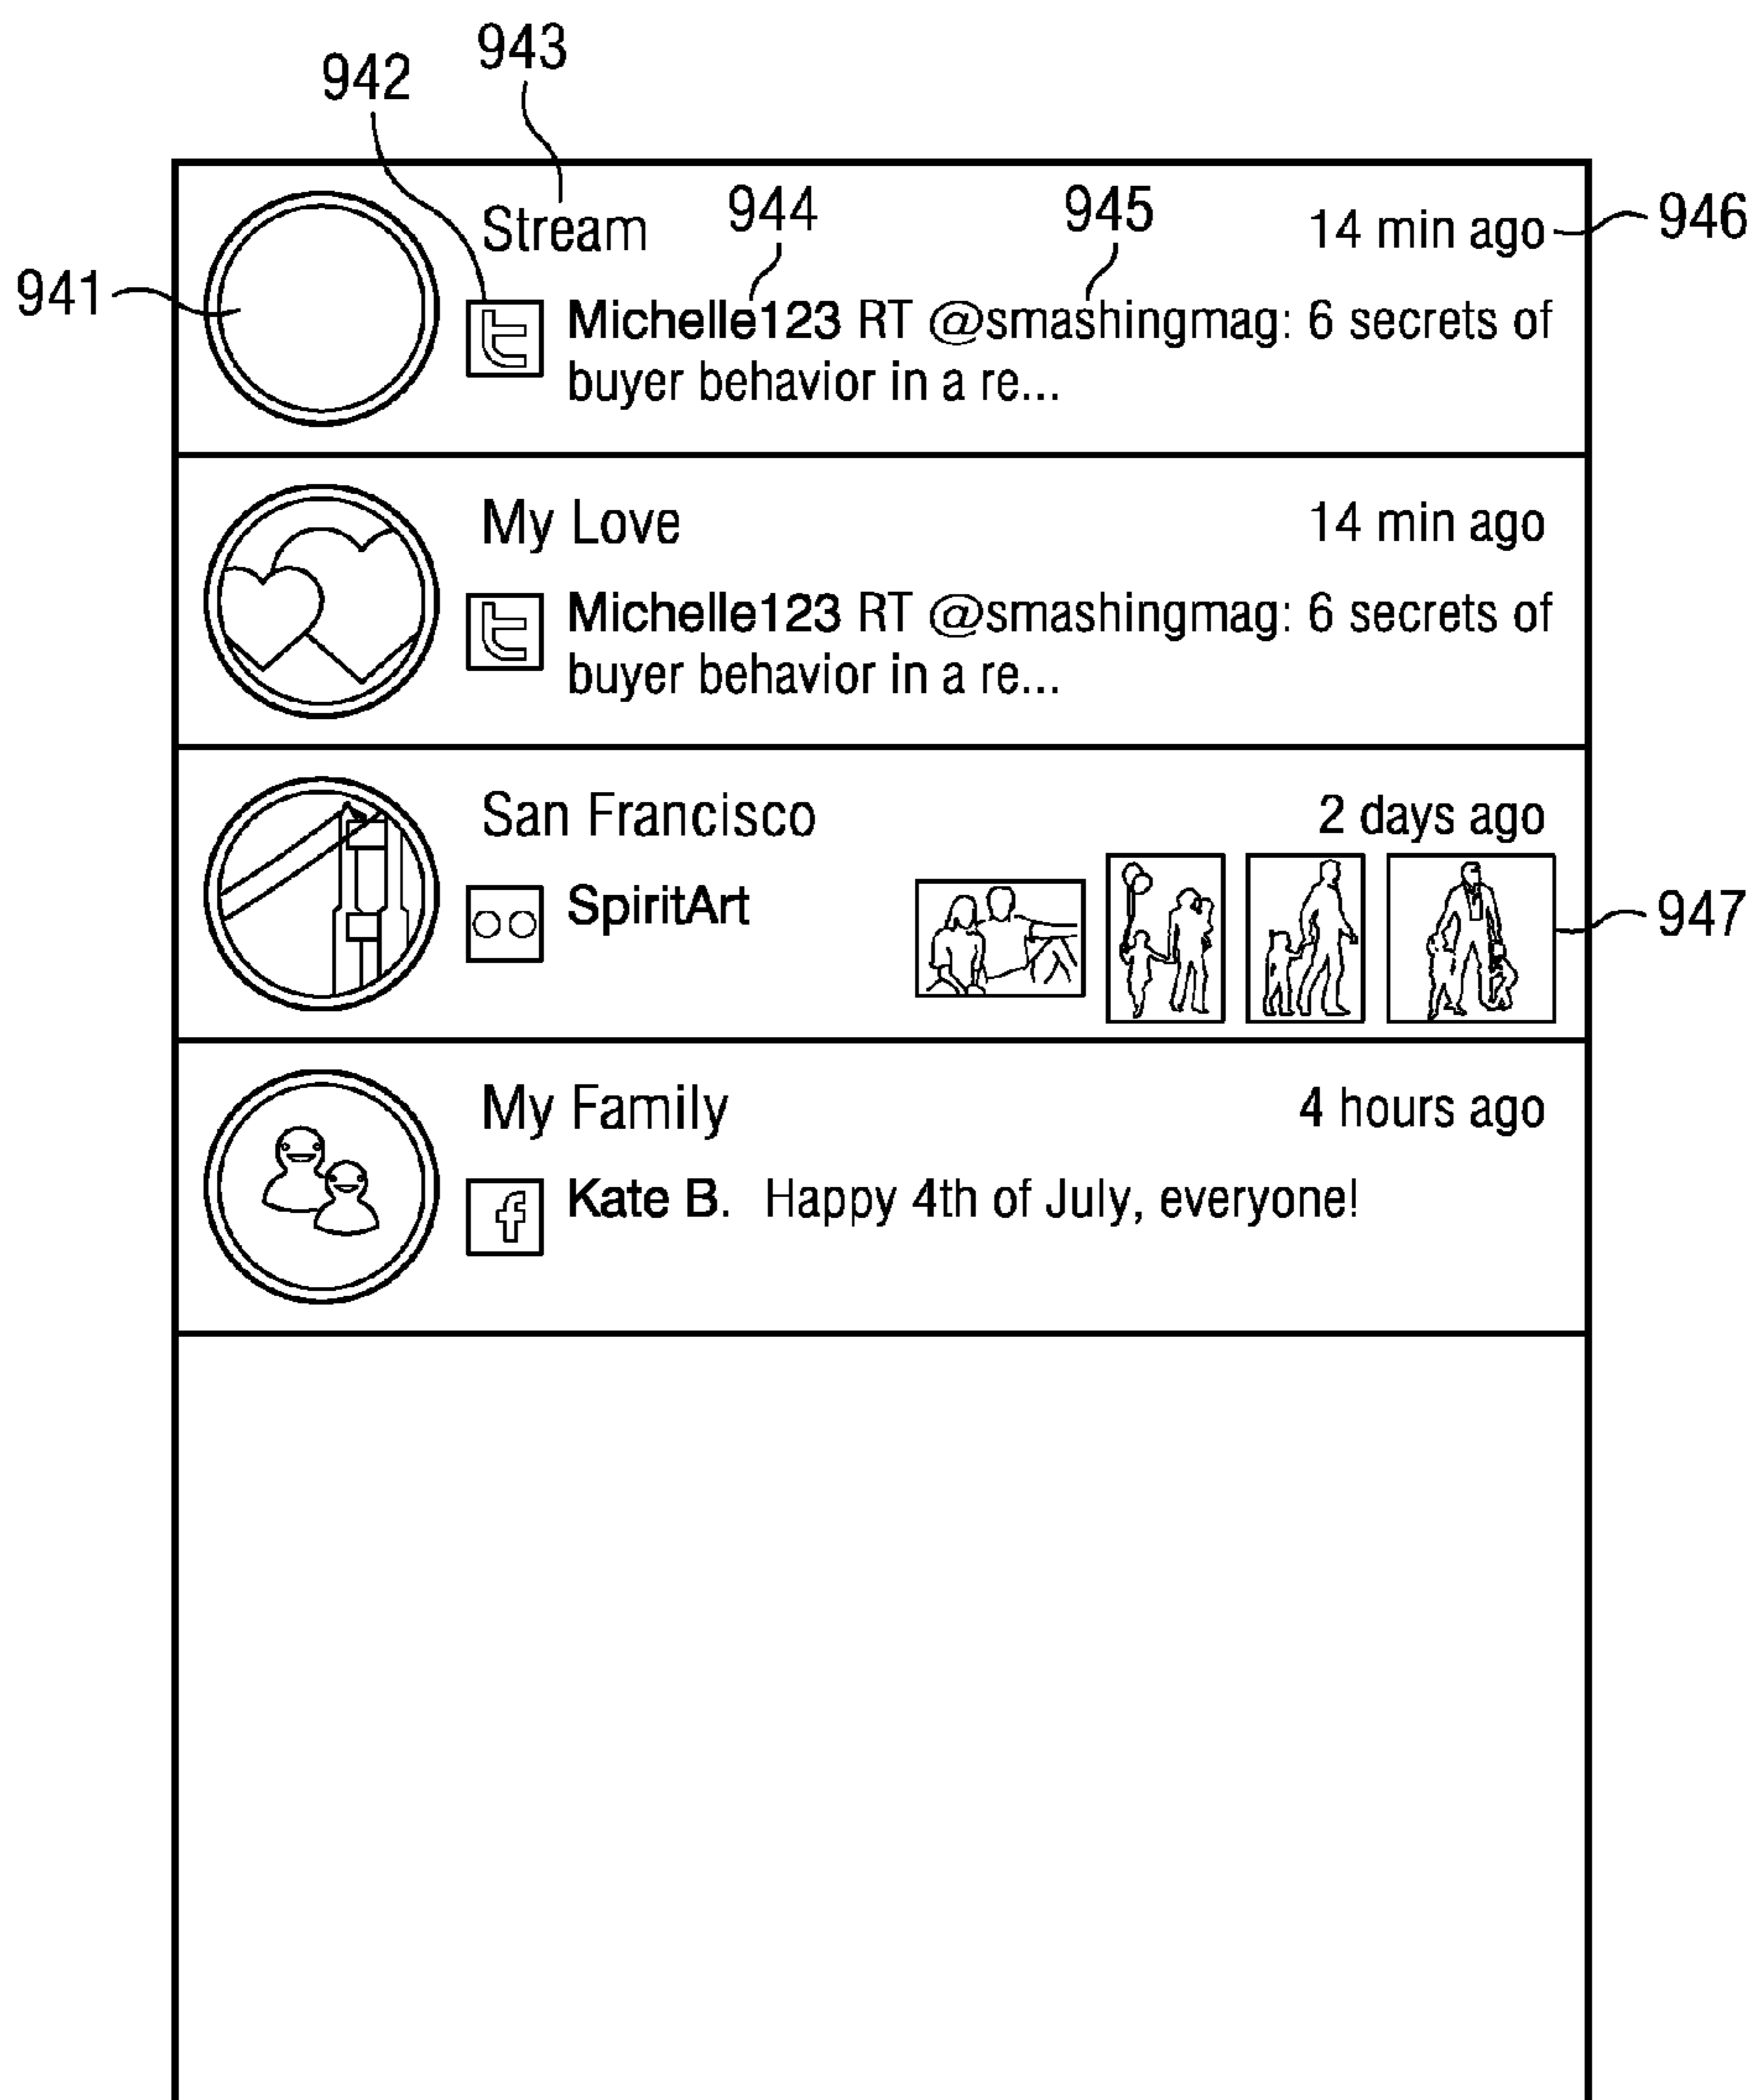 943
942
Stream
944
945
14 min ago
946
941
t
Michelle123 RT @smashingmag: 6 secrets of
buyer behavior in a re...
My Love
14 min ago
t
Michelle123 RT @smashingmag: 6 secrets of
buyer behavior in a re...
San Francisco
2 days ago
SpiritArt
947
My Family
4 hours ago
f
Kate B. Happy 4th of July, everyone!